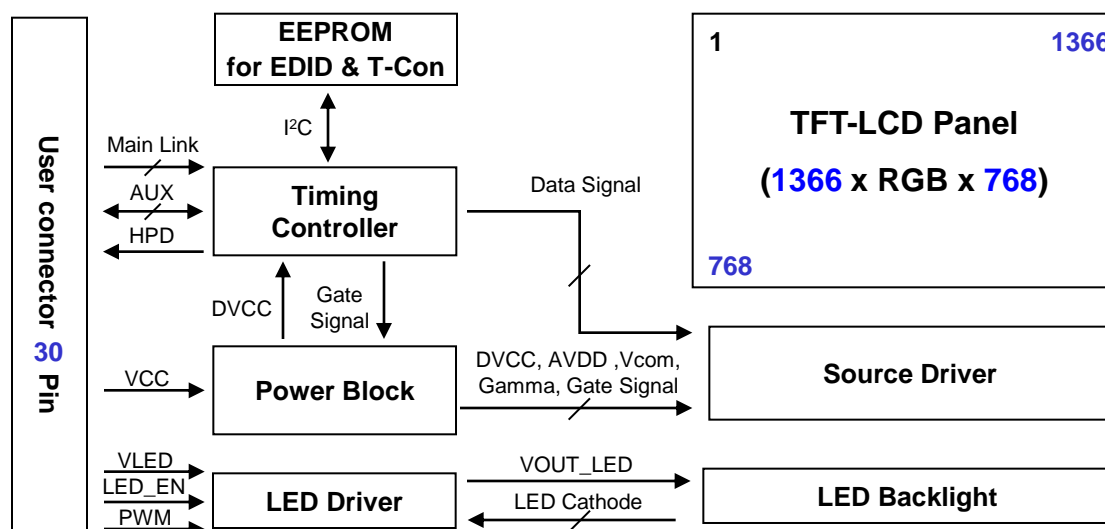 EEPROM
for EDID & T-Con
1
1366
TFT-LCD Panel
(1366 x RGB x 768)
768
User connector 30 Pin
I²C
Main Link
AUX
HPD
Timing
Controller
Data Signal
DVCC
Gate
Signal
VCC
Power Block
DVCC, AVDD ,Vcom,
Gamma, Gate Signal
Source Driver
VLED
LED_EN
PWM
LED Driver
VOUT_LED
LED Cathode
LED Backlight